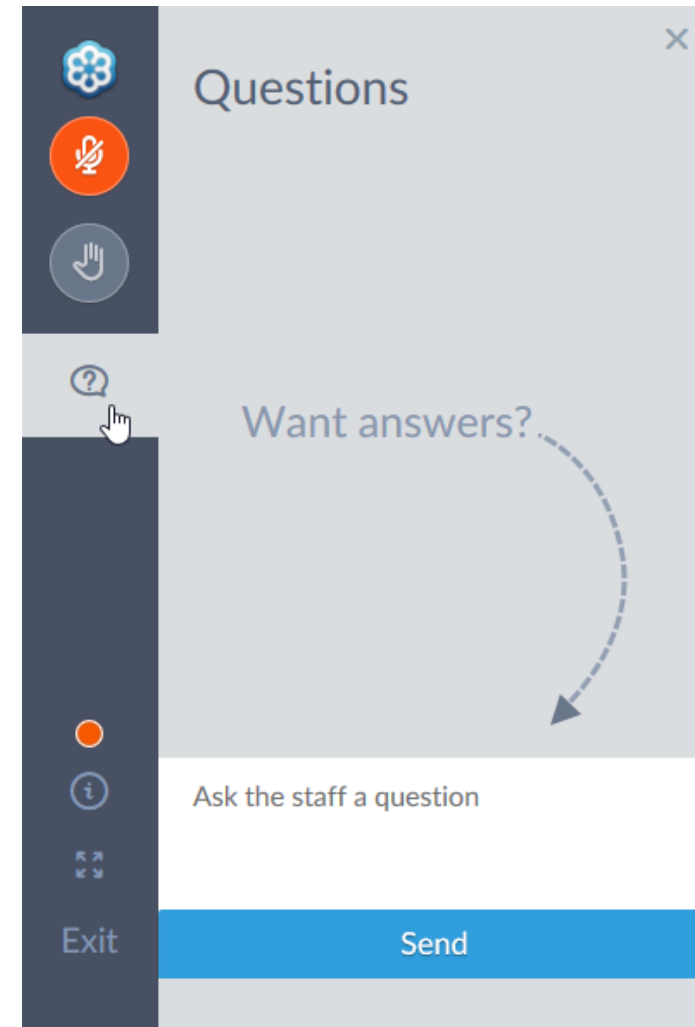 Questions
Want answers?
Ask the staff a question
Exit
Send